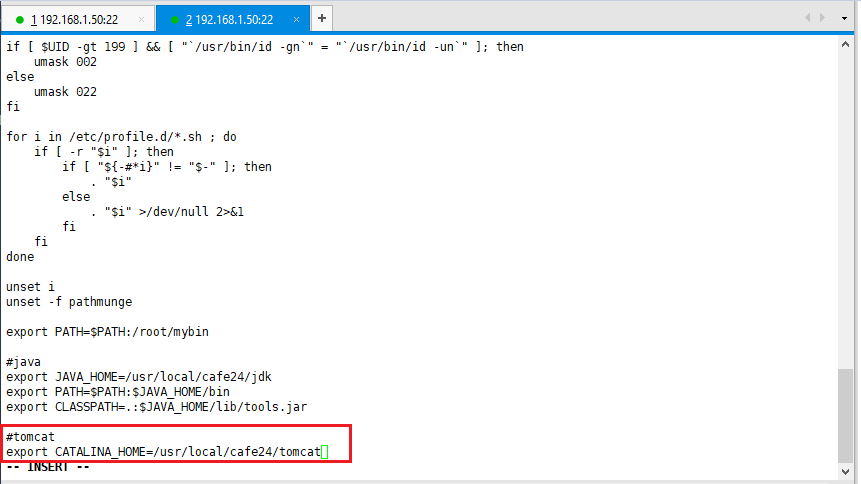 1 192.168.1.50:22 × 2 192.168.1.50:22 × +
if [ $UID -gt 199 ] && [ "`/usr/bin/id -gn`" = "`/usr/bin/id -un`" ]; then
    umask 002
else
    umask 022
fi

for i in /etc/profile.d/*.sh ; do
    if [ -r "$i" ]; then
        if [ "${-#*i}" != "$-" ]; then
            . "$i"
        else
            . "$i" >/dev/null 2>&1
        fi
    fi
done

unset i
unset -f pathmunge

export PATH=$PATH:/root/mybin

#java
export JAVA_HOME=/usr/local/cafe24/jdk
export PATH=$PATH:$JAVA_HOME/bin
export CLASSPATH=.:$JAVA_HOME/lib/tools.jar

#tomcat
export CATALINA_HOME=/usr/local/cafe24/tomcat
-- INSERT --